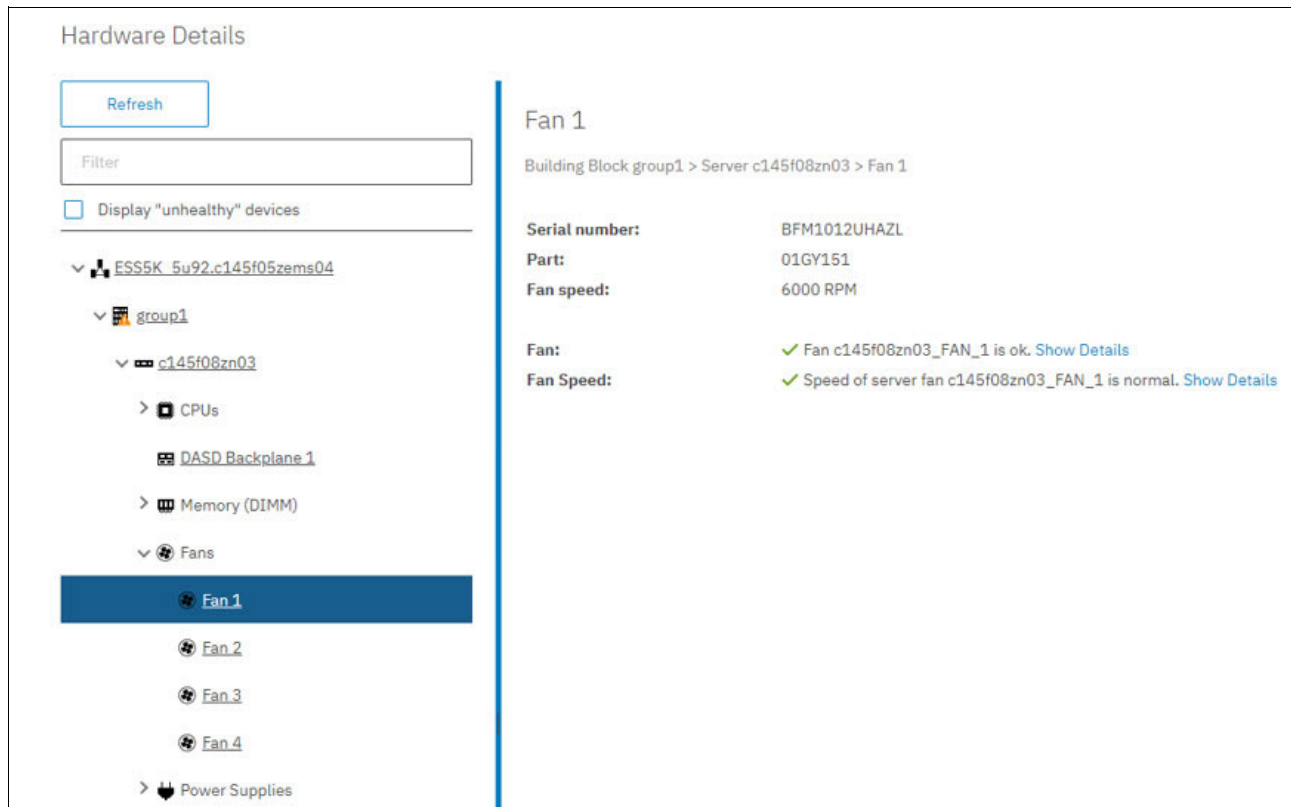 Hardware Details
Refresh
Filter
Display "unhealthy" devices
ESS5K_5u92.c145f05zems04
group1
c145f08zn03
CPUs
DASD Backplane 1
Memory (DIMM)
Fans
Fan 1
Fan 2
Fan 3
Fan 4
Power Supplies
Fan 1
Building Block group1 > Server c145f08zn03 > Fan 1
Serial number: BFM1012UHAZL
Part: 01GY151
Fan speed: 6000 RPM
Fan: Fan c145f08zn03_FAN_1 is ok. Show Details
Fan Speed: Speed of server fan c145f08zn03_FAN_1 is normal. Show Details